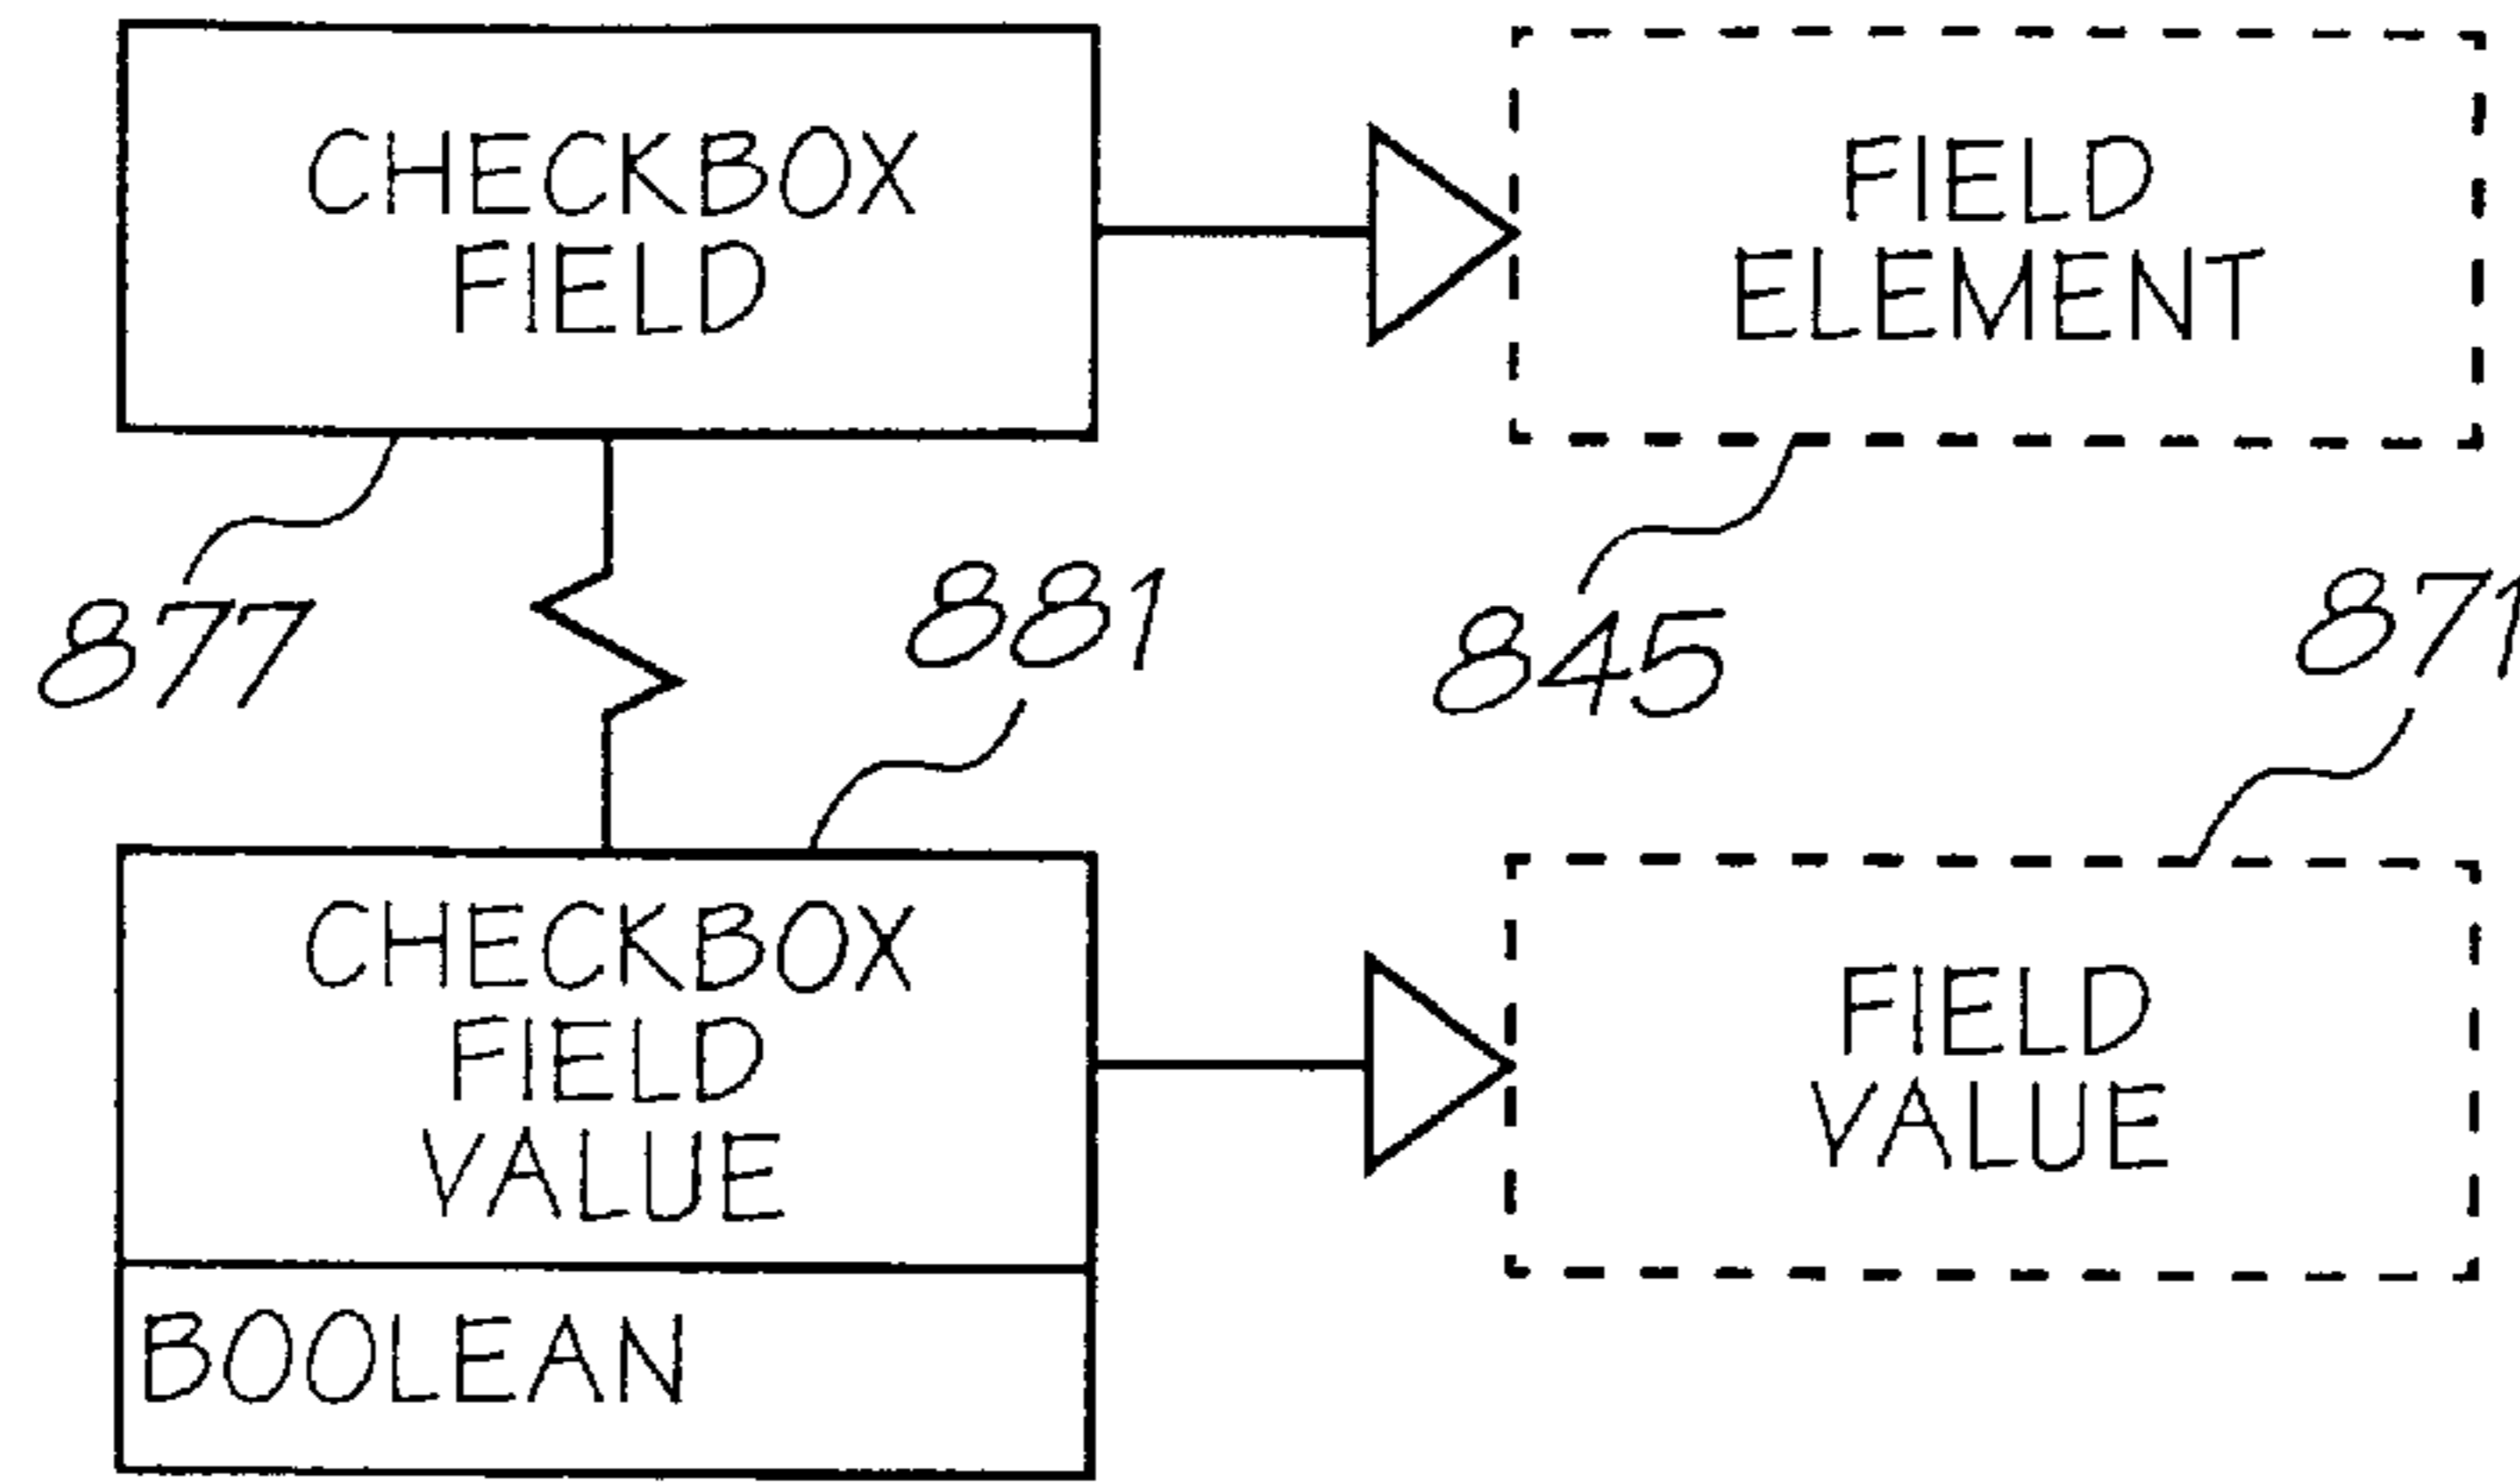 CHECKBOX
FIELD
FIELD
ELEMENT
877
881
845
871
CHECKBOX
FIELD
VALUE
FIELD
VALUE
BOOLEAN